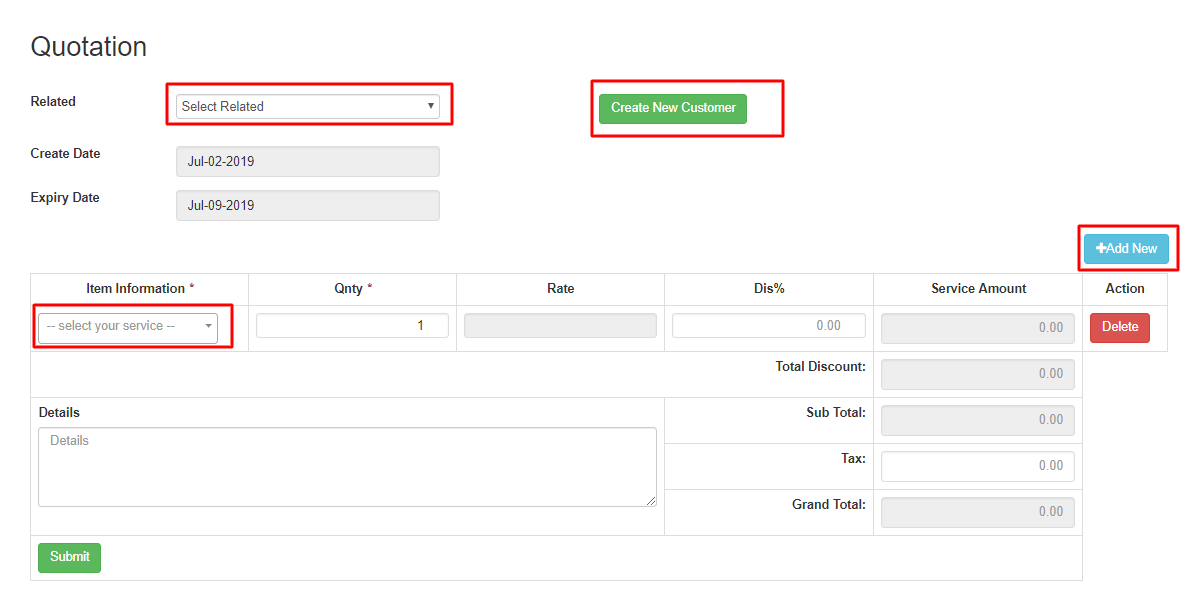 Quotation
Related
Select Related
Create New Customer
Create Date
Jul-02-2019
Expiry Date
Jul-09-2019
+Add New
Item Information * Qnty * Rate Dis% Service Amount Action
-- select your service -- 1 0.00 0.00 Delete
Total Discount: 0.00
Details Sub Total: 0.00
Details
Tax: 0.00
Grand Total: 0.00
Submit